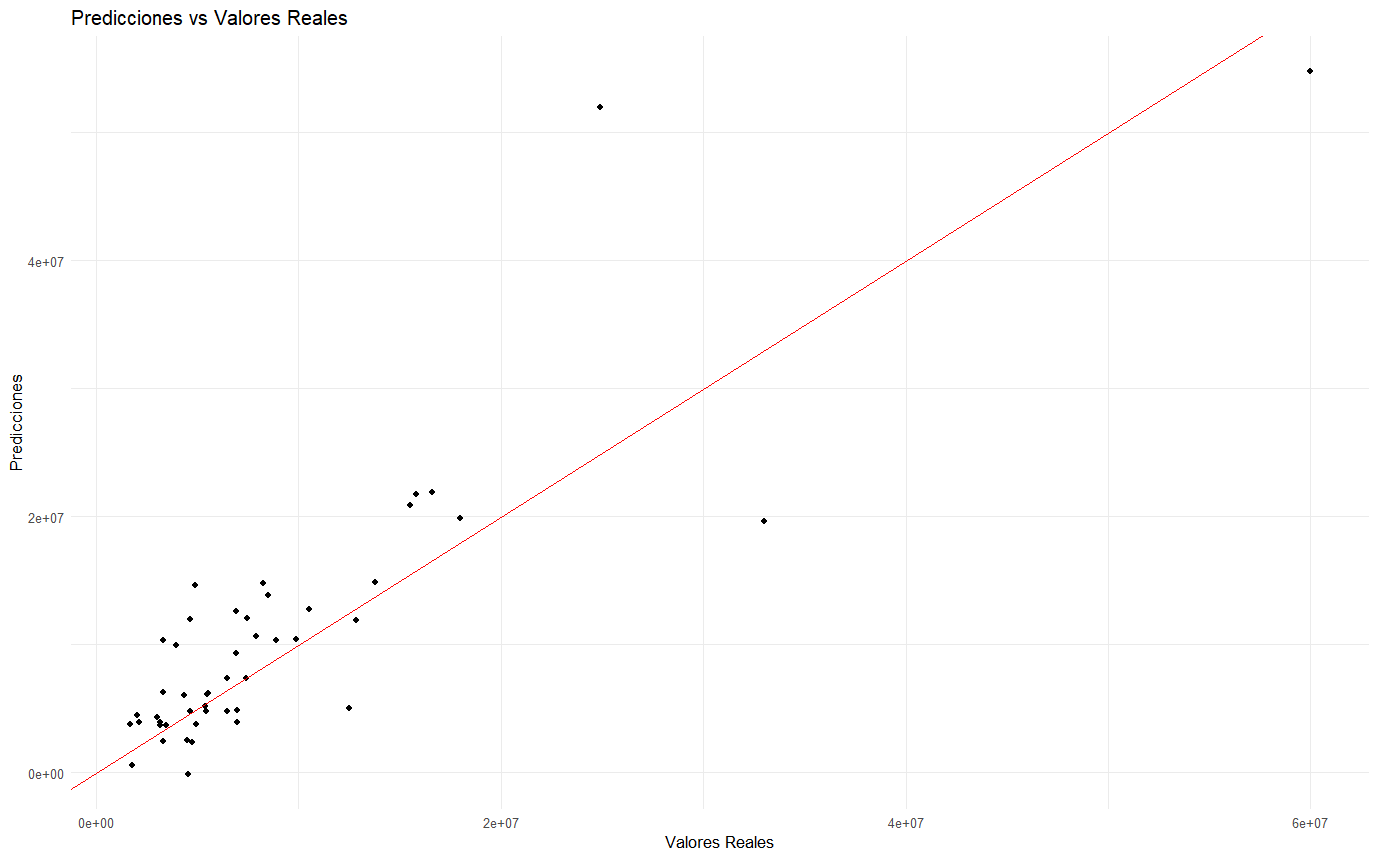 Predicciones vs Valores Reales
Predicciones
4e+07
2e+07
0e+00
0e+00
2e+07
4e+07
6e+07
Valores Reales